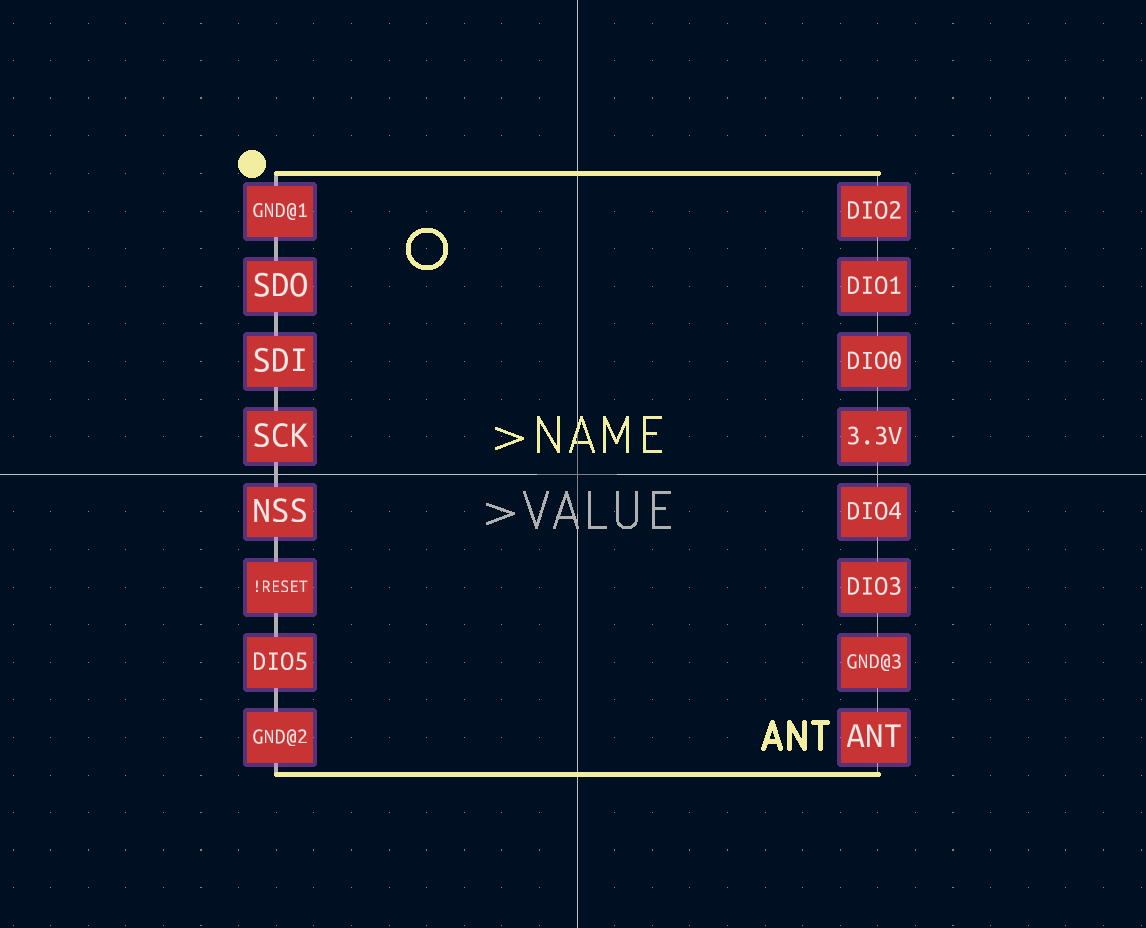 GND@1 DIO2
SDO DIO1
SDI DIO0
SCK >NAME 3.3V
NSS >VALUE DIO4
!RESET DIO3
DIO5 GND@3
GND@2 ANT ANT